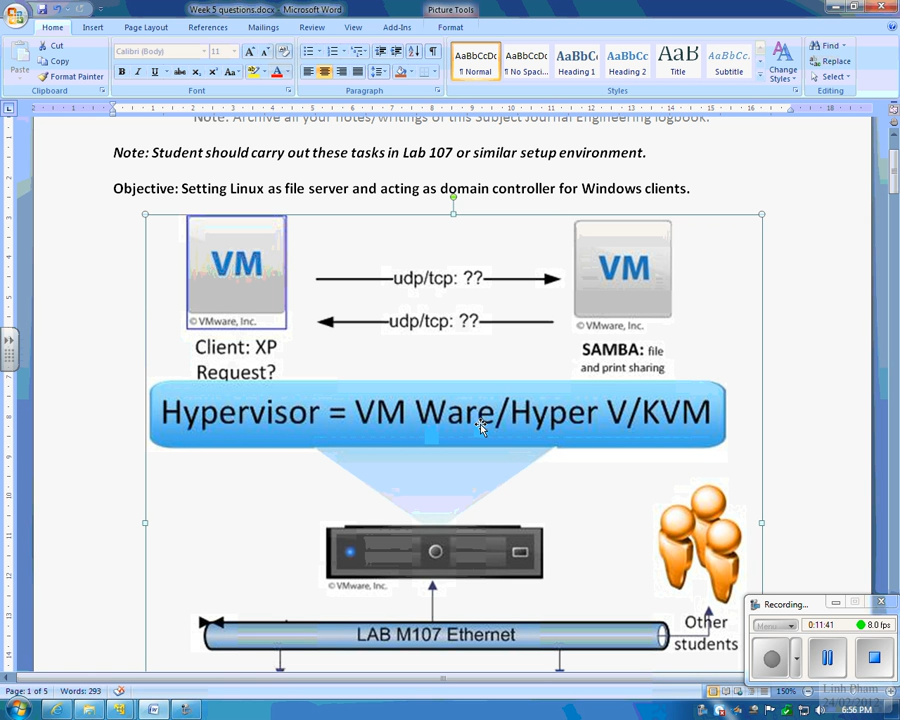 Week 5 questions.docx - Microsoft Word
Picture Tools
Home Insert Page Layout References Mailings Review View Add-Ins Format
Paste
Cut
Copy
Format Painter
Clipboard
Calibri (Body) 11
Font
Paragraph
AaBbCcDc AaBbCcDc AaBbC AaBbCc AaB AaBbCc.
¶ Normal ¶ No Spaci... Heading 1 Heading 2 Title Subtitle
Change Styles
Styles
Find
Replace
Select
Editing
Note: Archive all your notes/writings of this Subject Journal Engineering logbook.
Note: Student should carry out these tasks in Lab 107 or similar setup environment.
Objective: Setting Linux as file server and acting as domain controller for Windows clients.
VM
© VMware, Inc.
Client: XP
Request?
udp/tcp: ??
udp/tcp: ??
VM
© VMware, Inc.
SAMBA: file
and print sharing
Hypervisor = VM Ware/Hyper V/KVM
© VMware, Inc.
LAB M107 Ethernet
Other
students
Recording...
0:11:41 8.0 fps
Page: 1 of 5 Words: 293 150%
Linh Pham
24/02/2012
6:56 PM